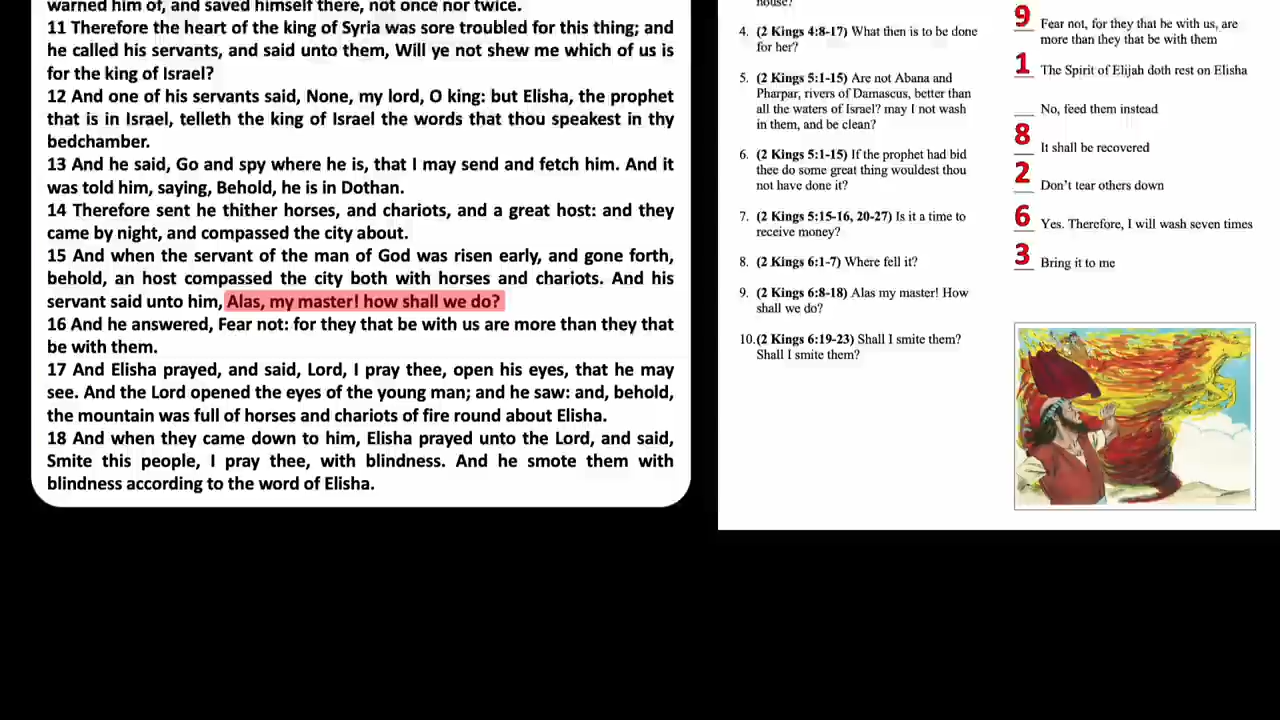 warned him of, and saved himself there, not once nor twice.
11 Therefore the heart of the king of Syria was sore troubled for this thing; and
he called his servants, and said unto them, Will ye not shew me which of us is
for the king of Israel?
12 And one of his servants said, None, my lord, O king: but Elisha, the prophet
that is in Israel, telleth the king of Israel the words that thou speakest in thy
bedchamber.
13 And he said, Go and spy where he is, that I may send and fetch him. And it
was told him, saying, Behold, he is in Dothan.
14 Therefore sent he thither horses, and chariots, and a great host: and they
came by night, and compassed the city about.
15 And when the servant of the man of God was risen early, and gone forth,
behold, an host compassed the city both with horses and chariots. And his
servant said unto him, Alas, my master! how shall we do?
16 And he answered, Fear not: for they that be with us are more than they that
be with them.
17 And Elisha prayed, and said, Lord, I pray thee, open his eyes, that he may
see. And the Lord opened the eyes of the young man; and he saw: and, behold,
the mountain was full of horses and chariots of fire round about Elisha.
18 And when they came down to him, Elisha prayed unto the Lord, and said,
Smite this people, I pray thee, with blindness. And he smote them with
blindness according to the word of Elisha.
house?
4. (2 Kings 4:8-17) What then is to be done
for her?
5. (2 Kings 5:1-15) Are not Abana and
Pharpar, rivers of Damascus, better than
all the waters of Israel? may I not wash
in them, and be clean?
6. (2 Kings 5:1-15) If the prophet had bid
thee do some great thing wouldest thou
not have done it?
7. (2 Kings 5:15-16, 20-27) Is it a time to
receive money?
8. (2 Kings 6:1-7) Where fell it?
9. (2 Kings 6:8-18) Alas my master! How
shall we do?
10.(2 Kings 6:19-23) Shall I smite them?
Shall I smite them?
9 Fear not, for they that be with us, are
more than they that be with them
1 The Spirit of Elijah doth rest on Elisha
__ No, feed them instead
8 It shall be recovered
2 Don't tear others down
6 Yes. Therefore, I will wash seven times
3 Bring it to me